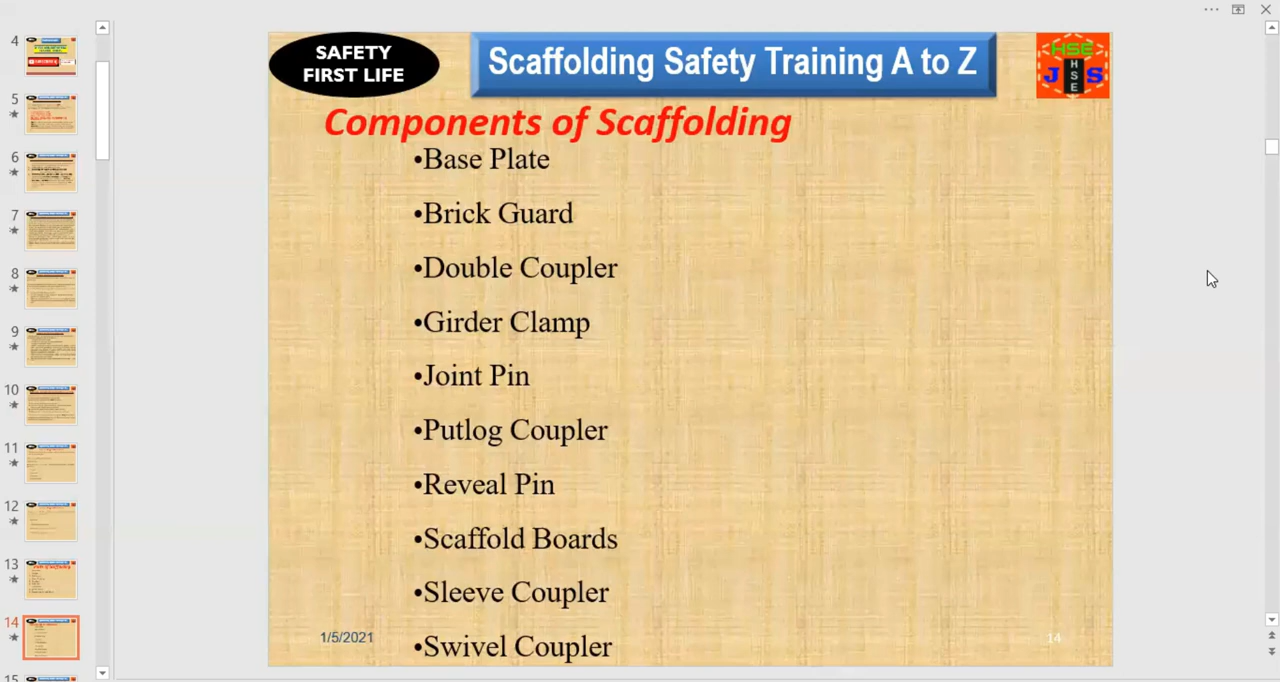 SAFETY
FIRST LIFE
Scaffolding Safety Training A to Z
HSE
J HSE S
Components of Scaffolding
•Base Plate
•Brick Guard
•Double Coupler
•Girder Clamp
•Joint Pin
•Putlog Coupler
•Reveal Pin
•Scaffold Boards
•Sleeve Coupler
•Swivel Coupler
1/5/2021
14
4
5
6
7
8
9
10
11
12
13
14
15